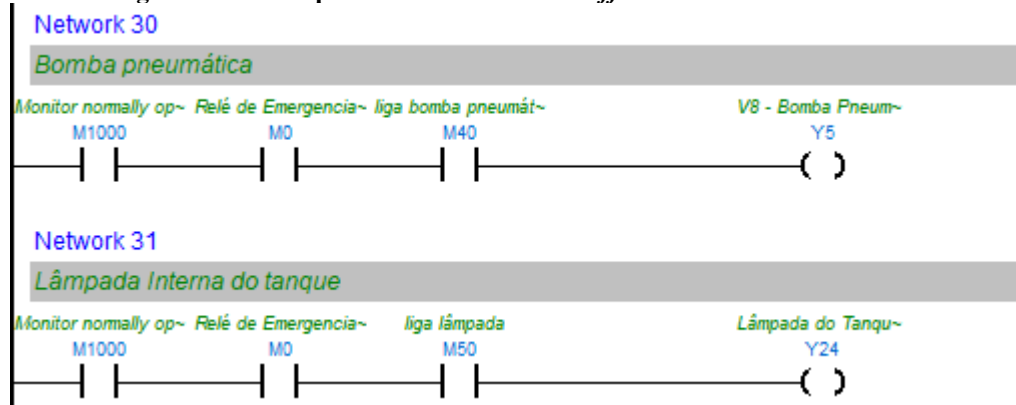 Network 30
Bomba pneumática
Monitor normally op~ Relé de Emergencia~ liga bomba pneumát~ V8 - Bomba Pneum~
M1000 M0 M40 Y5
Network 31
Lâmpada Interna do tanque
Monitor normally op~ Relé de Emergencia~ liga lâmpada Lâmpada do Tanqu~
M1000 M0 M50 Y24